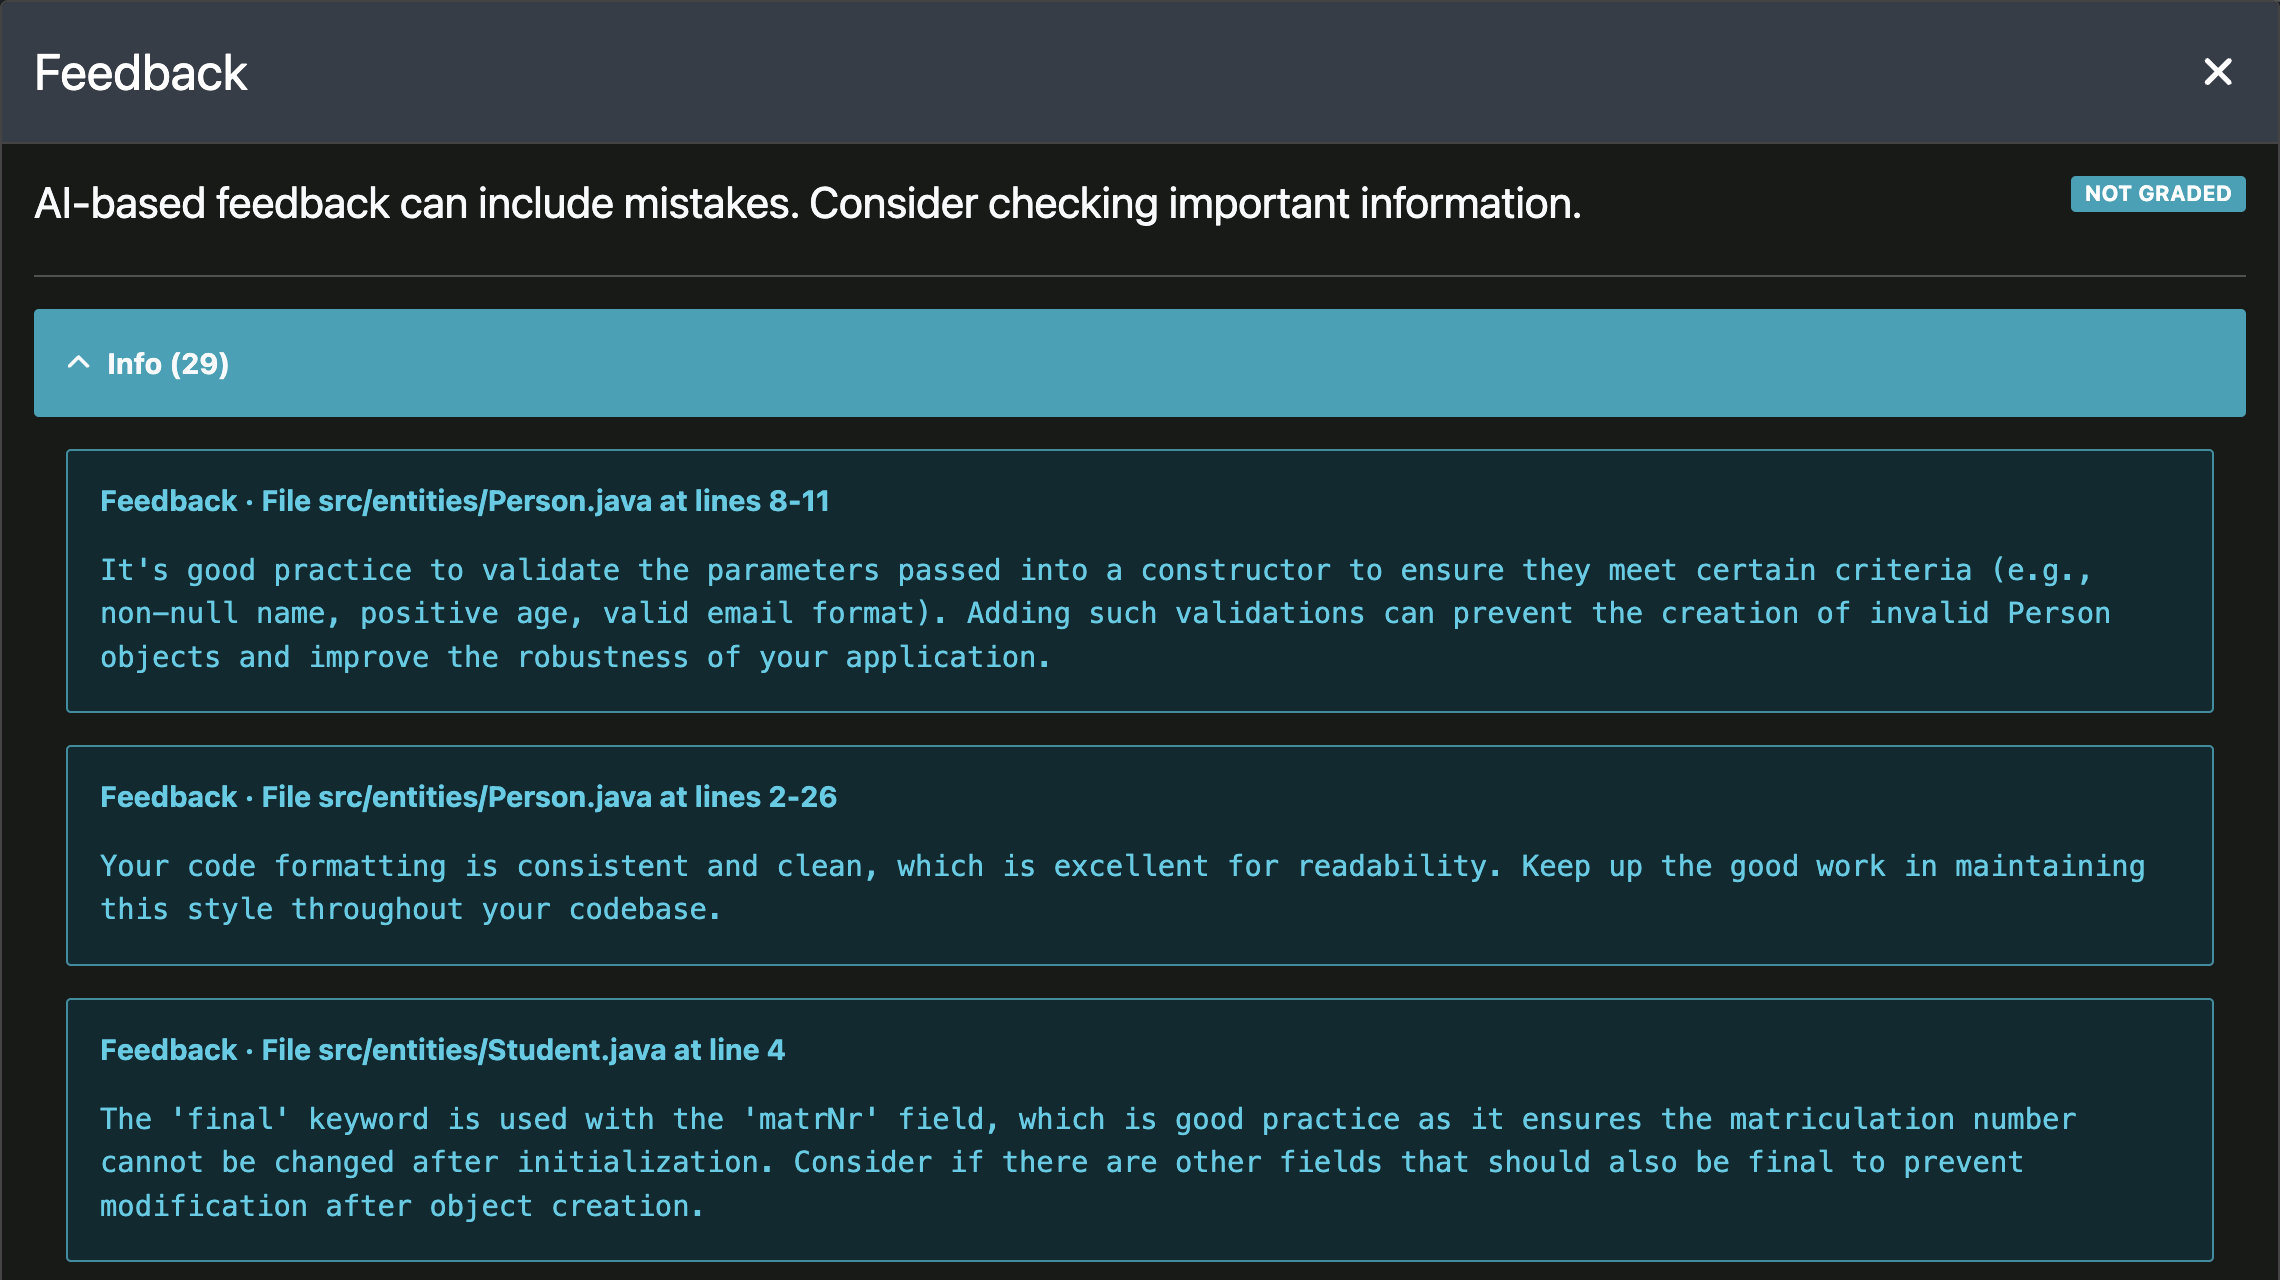 Feedback
AI-based feedback can include mistakes. Consider checking important information.
NOT GRADED
Info (29)
Feedback · File src/entities/Person.java at lines 8-11
It's good practice to validate the parameters passed into a constructor to ensure they meet certain criteria (e.g.,
non-null name, positive age, valid email format). Adding such validations can prevent the creation of invalid Person
objects and improve the robustness of your application.
Feedback · File src/entities/Person.java at lines 2-26
Your code formatting is consistent and clean, which is excellent for readability. Keep up the good work in maintaining
this style throughout your codebase.
Feedback · File src/entities/Student.java at line 4
The 'final' keyword is used with the 'matrNr' field, which is good practice as it ensures the matriculation number
cannot be changed after initialization. Consider if there are other fields that should also be final to prevent
modification after object creation.